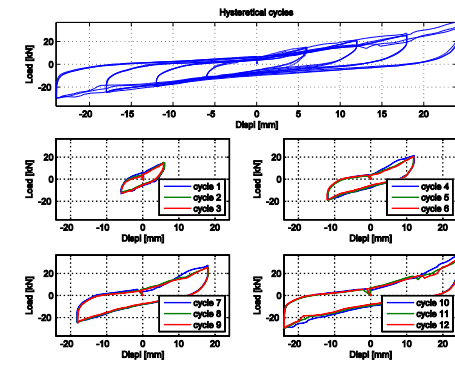 Hysteretical cycles
Load [kN]
20
0
-20
-20 -15 -10 -5 0 5 10 15 20
Displ [mm]
Load [kN]
20
0
-20
cycle 1
cycle 2
cycle 3
-20 -10 0 10 20
Displ [mm]
Load [kN]
20
0
-20
cycle 4
cycle 5
cycle 6
-20 -10 0 10 20
Displ [mm]
Load [kN]
20
0
-20
cycle 7
cycle 8
cycle 9
-20 -10 0 10 20
Displ [mm]
Load [kN]
20
0
-20
cycle 10
cycle 11
cycle 12
-20 -10 0 10 20
Displ [mm]